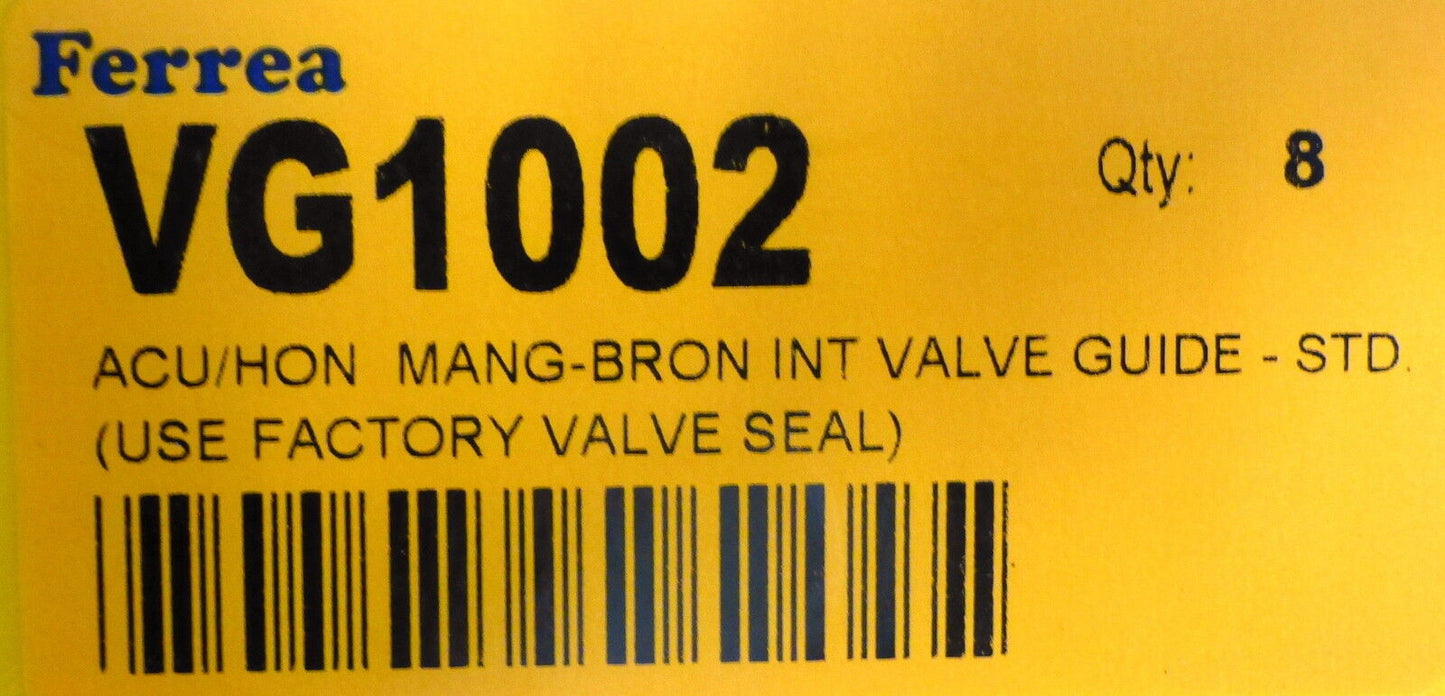 Ferrea
VG1002 Qty: 8
ACU/HON MANG-BRON INT VALVE GUIDE - STD.
(USE FACTORY VALVE SEAL)